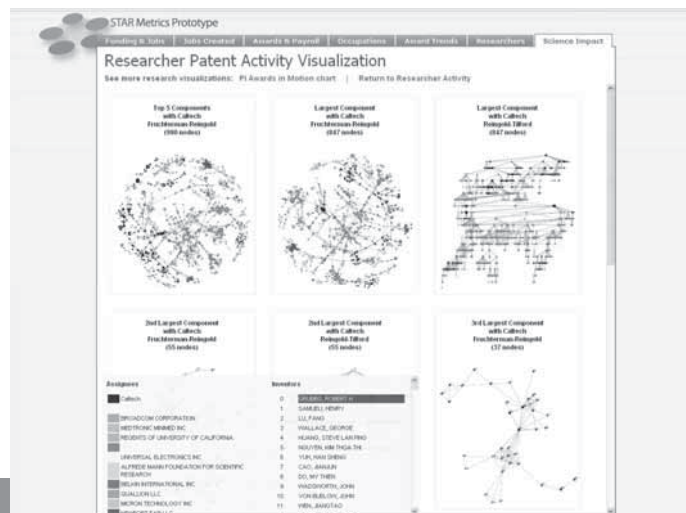 STAR Metrics Prototype
Funding & Jobs
Jobs Created
Awards & Payroll
Occupations
Award Trends
Researchers
Science Impact
Researcher Patent Activity Visualization
See more research visualizations: PI Awards in Motion chart | Return to Researcher Activity
Top 5 Components
with Caltech
Fruchterman-Reingold
(980 nodes)
Largest Component
with Caltech
Fruchterman-Reingold
(847 nodes)
Largest Component
with Caltech
Reingold-Tilford
(847 nodes)
2nd Largest Component
with Caltech
Fruchterman-Reingold
(55 nodes)
2nd Largest Component
with Caltech
Reingold-Tilford
(55 nodes)
3rd Largest Component
with Caltech
Fruchterman-Reingold
(37 nodes)
Assignees
Caltech
BROADCOM CORPORATION
MEDTRONIC MINIMED INC
REGENTS OF UNIVERSITY OF CALIFORNIA
UNIVERSAL ELECTRONICS INC
ALFREDE MANN FOUNDATION FOR SCIENTIFIC
RESEARCH
BELKIN INTERNATIONAL INC
QUALLION LLC
MICRON TECHNOLOGY INC
Inventors
0 GRUBBS, ROBERT H
1 SAMUELI, HENRY
2 LU, FANG
3 WALLACE, GEORGE
4 HUANG, STEVE LAN PING
5 NGUYEN, KIM THOA THI
6 YUH, HAN SHENG
7 CAO, JIANJUN
8 DO, MY THIEN
9 WADSWORTH, JOHN
10 VON BUELOW, JOHN
11 WEN, JIANGTAO